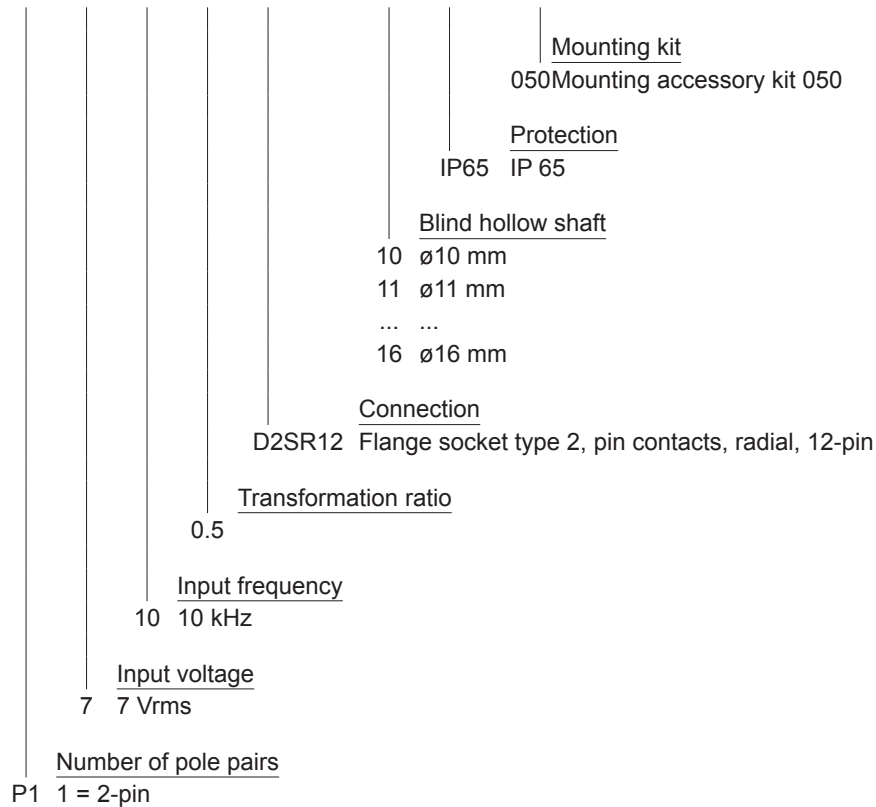 Mounting kit
050Mounting accessory kit 050
Protection
IP65 IP 65
Blind hollow shaft
10 ø10 mm
11 ø11 mm
... ...
16 ø16 mm
Connection
D2SR12 Flange socket type 2, pin contacts, radial, 12-pin
Transformation ratio
0.5
Input frequency
10 10 kHz
Input voltage
7 7 Vrms
Number of pole pairs
P1 1 = 2-pin